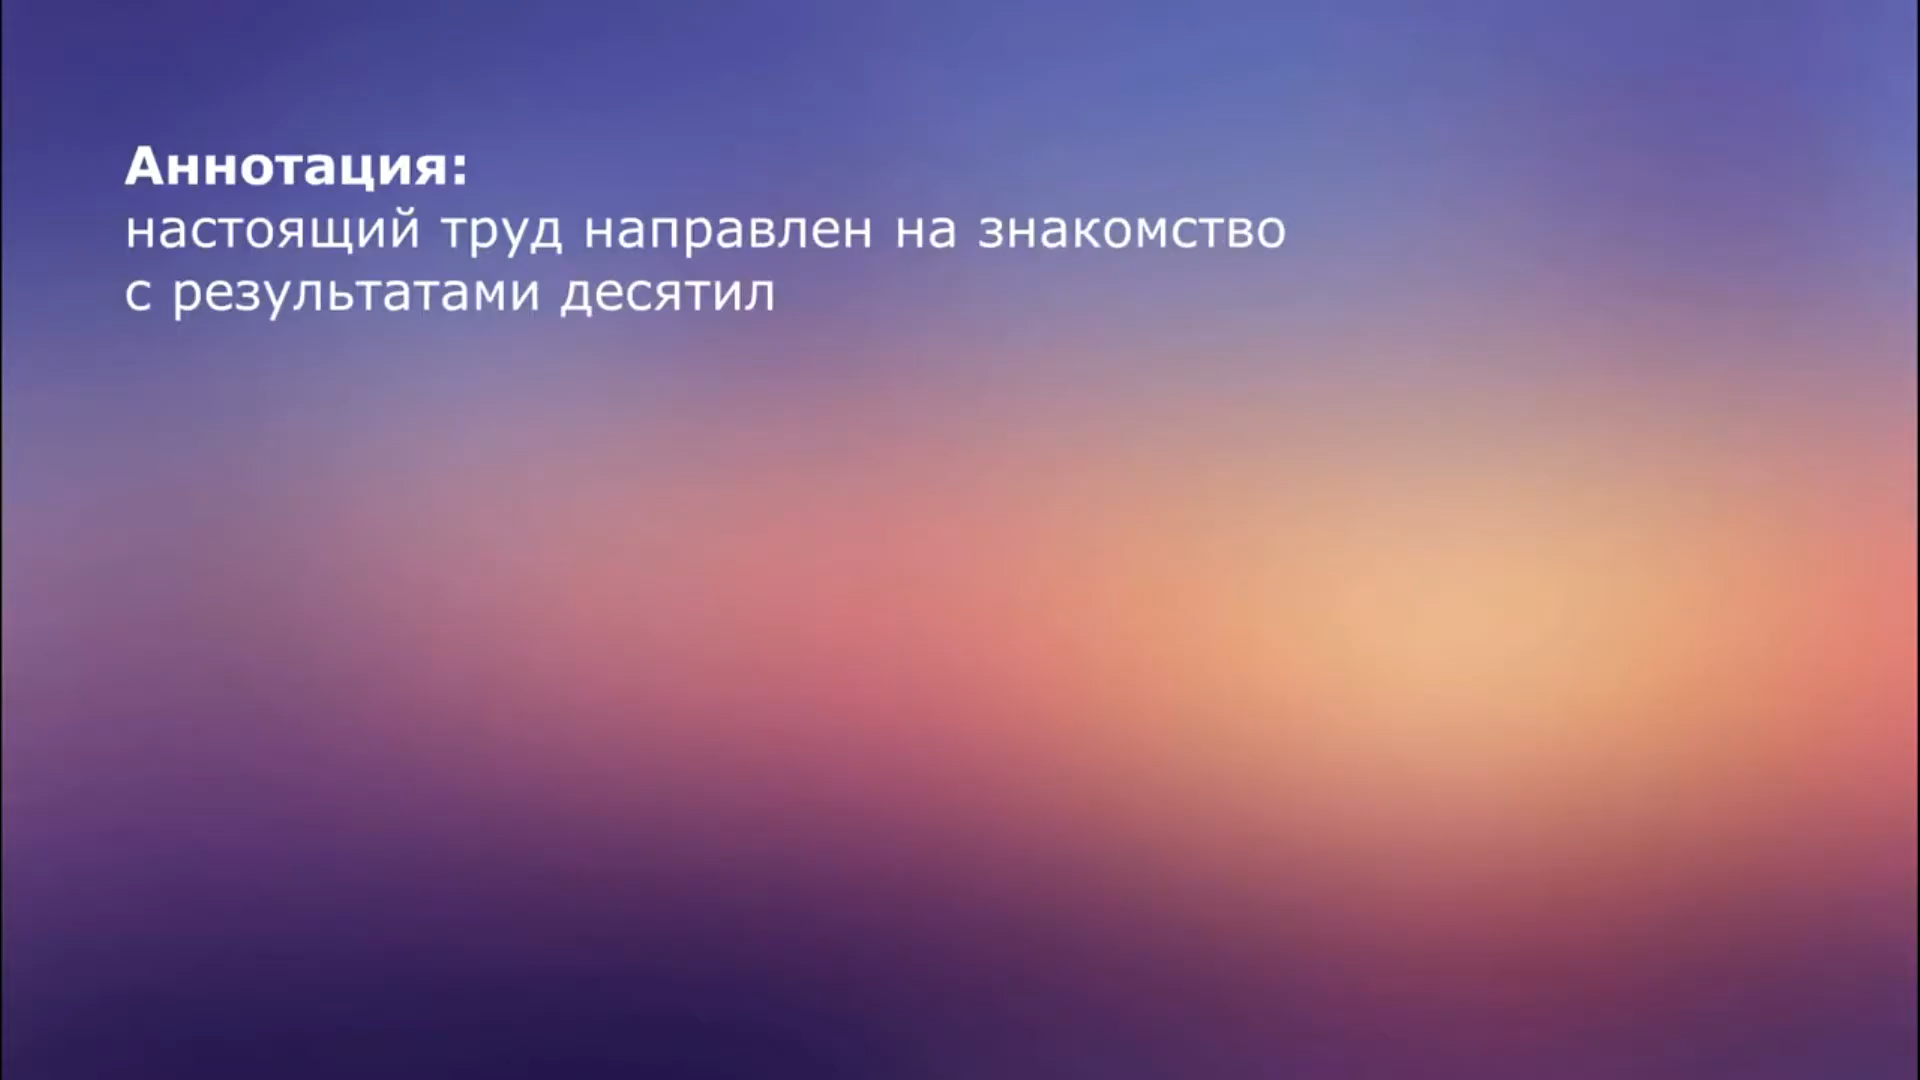 Аннотация:
настоящий труд направлен на знакомство
с результатами десятил